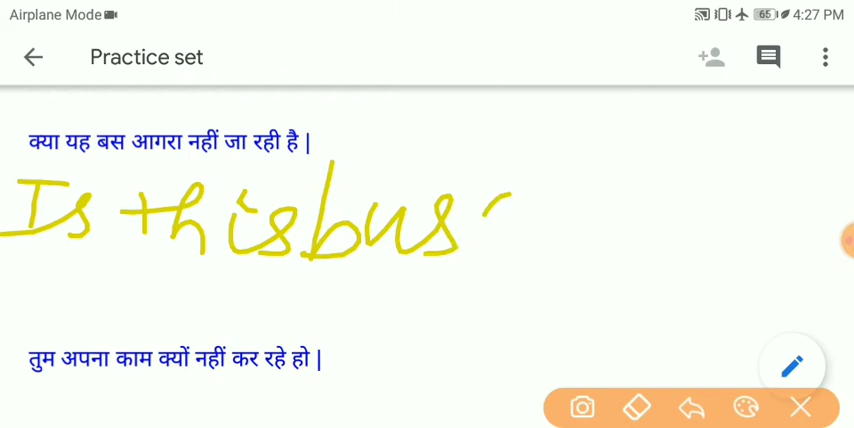 Airplane Mode 65 4:27 PM
Practice set
क्या यह बस आगरा नहीं जा रही है |
Is this bus
तुम अपना काम क्यों नहीं कर रहे हो |